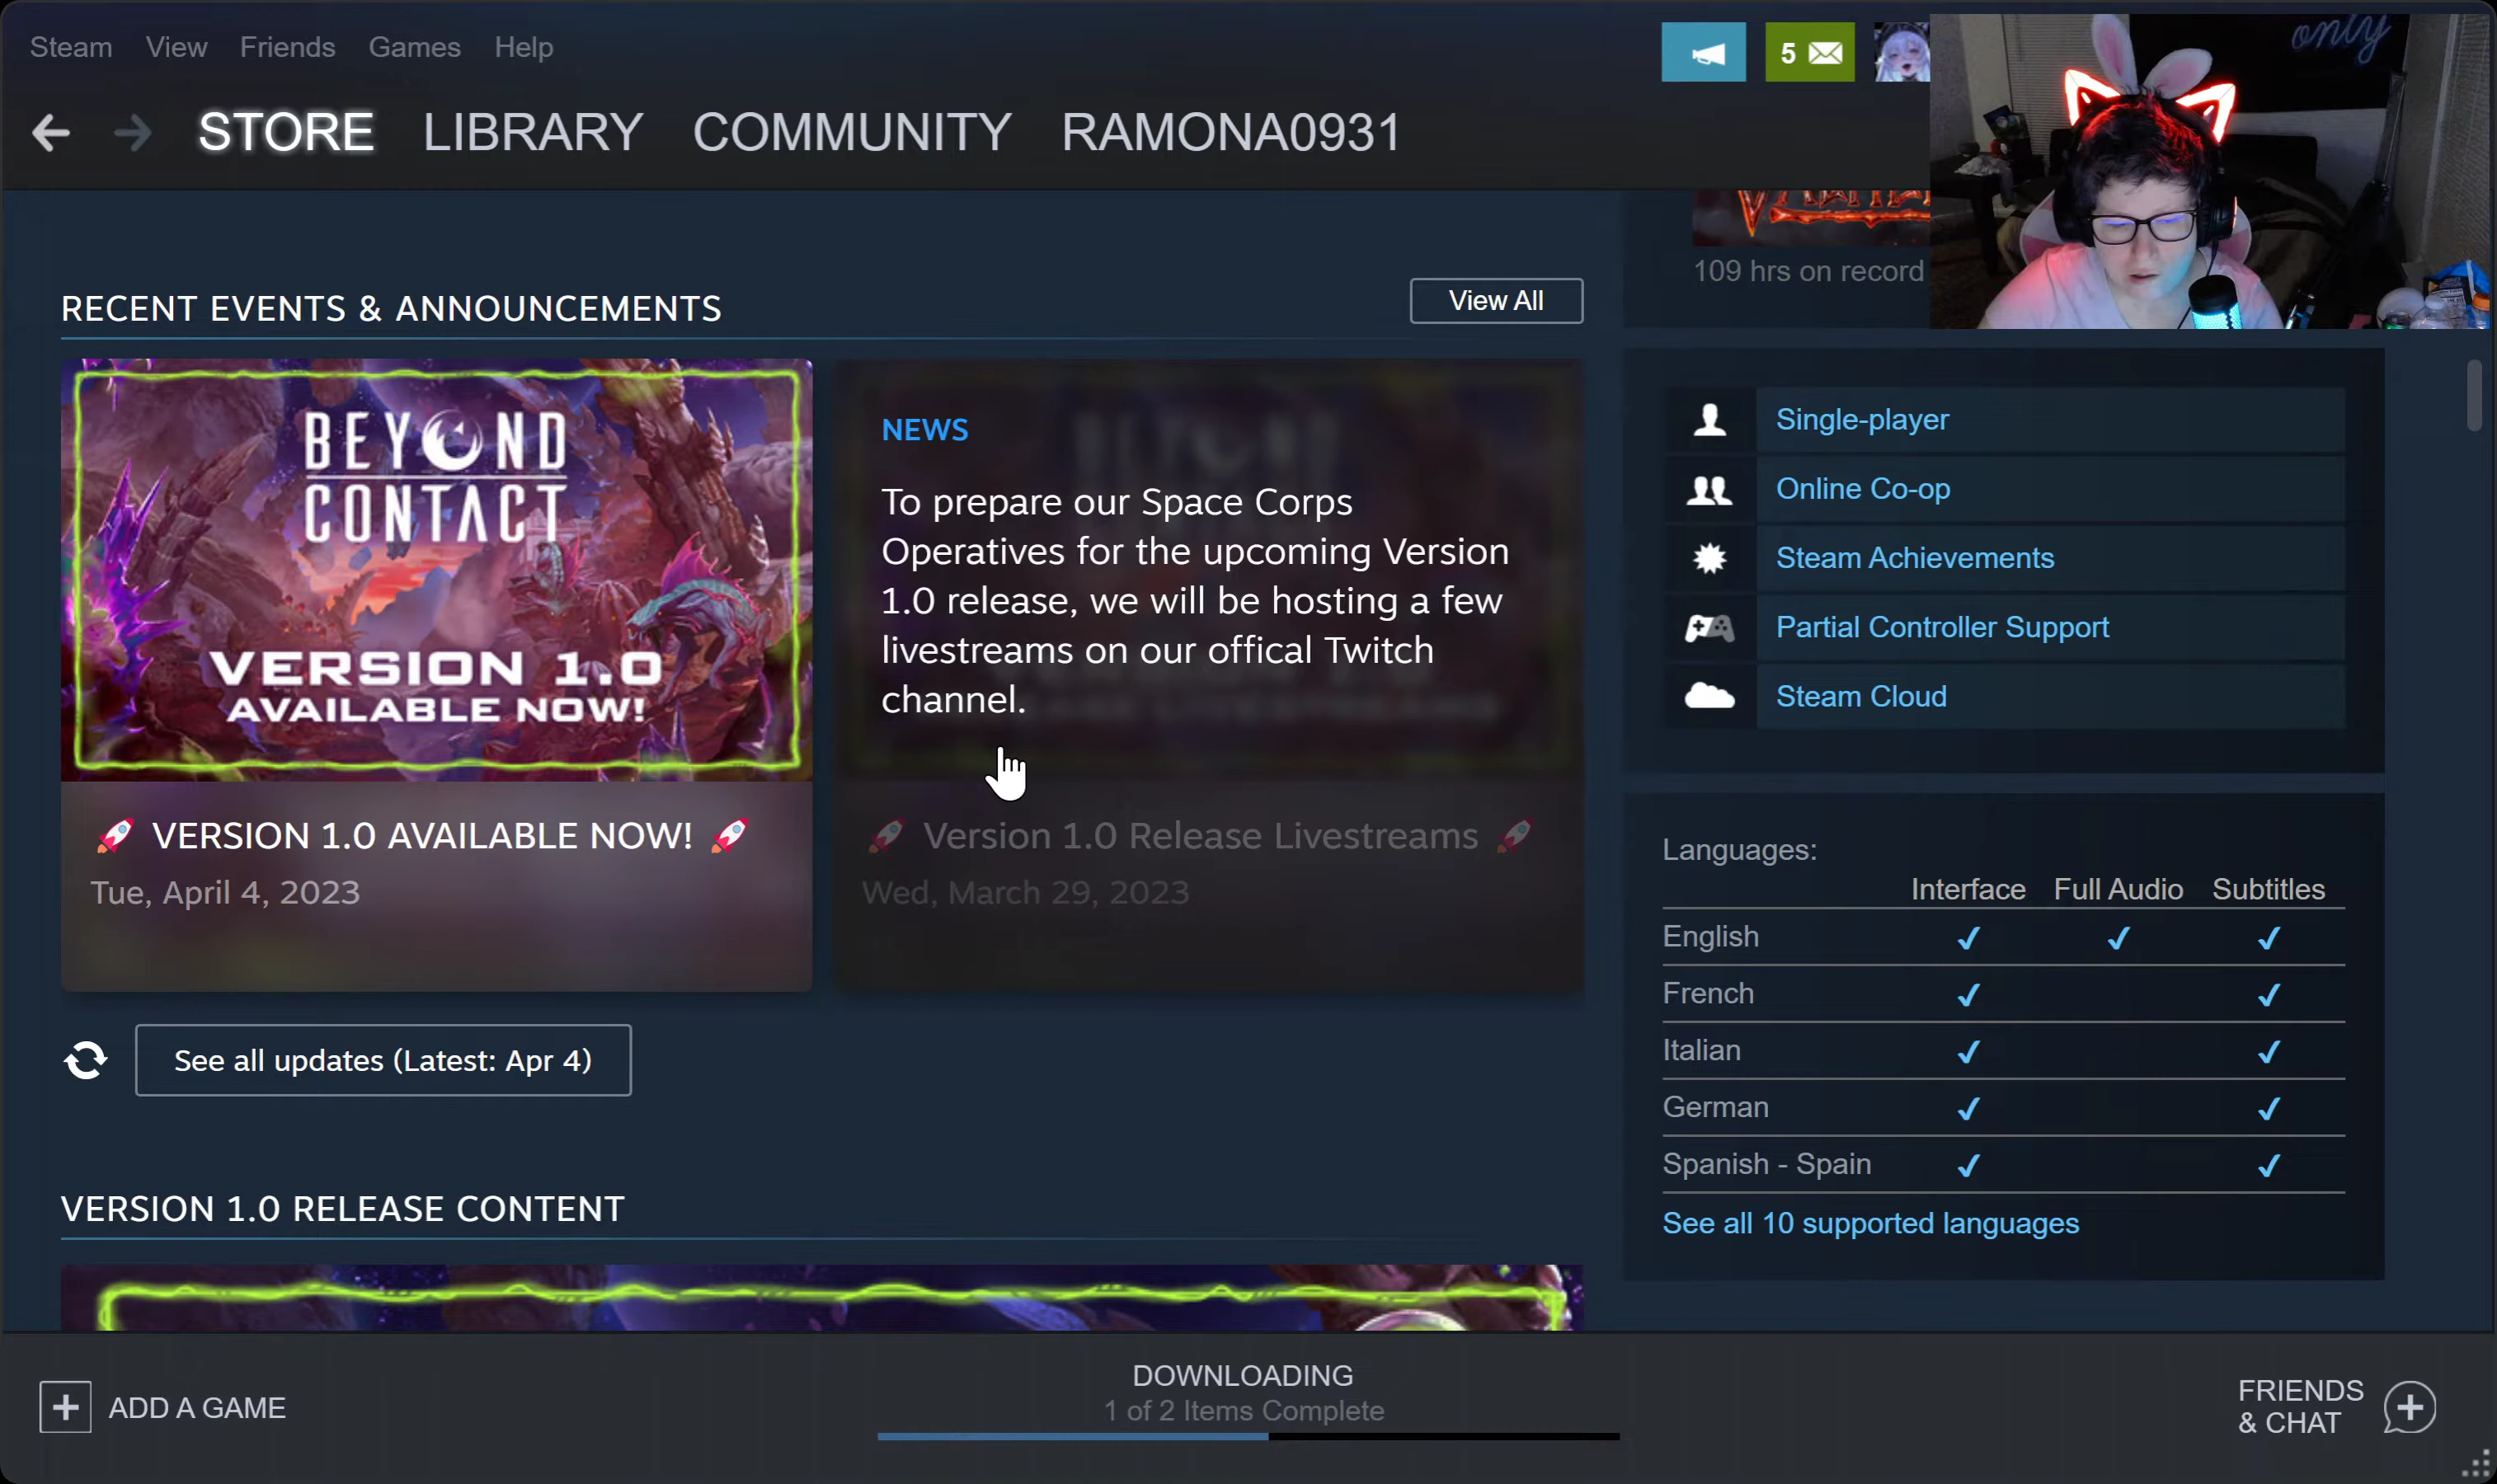 Steam View Friends Games Help
5
only
STORE LIBRARY COMMUNITY RAMONA0931
109 hrs on record
RECENT EVENTS & ANNOUNCEMENTS
View All
BEYOND
CONTACT
VERSION 1.0
AVAILABLE NOW!
🚀 VERSION 1.0 AVAILABLE NOW! 🚀
Tue, April 4, 2023
NEWS
To prepare our Space Corps
Operatives for the upcoming Version
1.0 release, we will be hosting a few
livestreams on our offical Twitch
channel.
🚀 Version 1.0 Release Livestreams 🚀
Wed, March 29, 2023
See all updates (Latest: Apr 4)
VERSION 1.0 RELEASE CONTENT
Single-player
Online Co-op
Steam Achievements
Partial Controller Support
Steam Cloud
Languages:
Interface Full Audio Subtitles
English ✓ ✓ ✓
French ✓ ✓
Italian ✓ ✓
German ✓ ✓
Spanish - Spain ✓ ✓
See all 10 supported languages
ADD A GAME
DOWNLOADING
1 of 2 Items Complete
FRIENDS
& CHAT